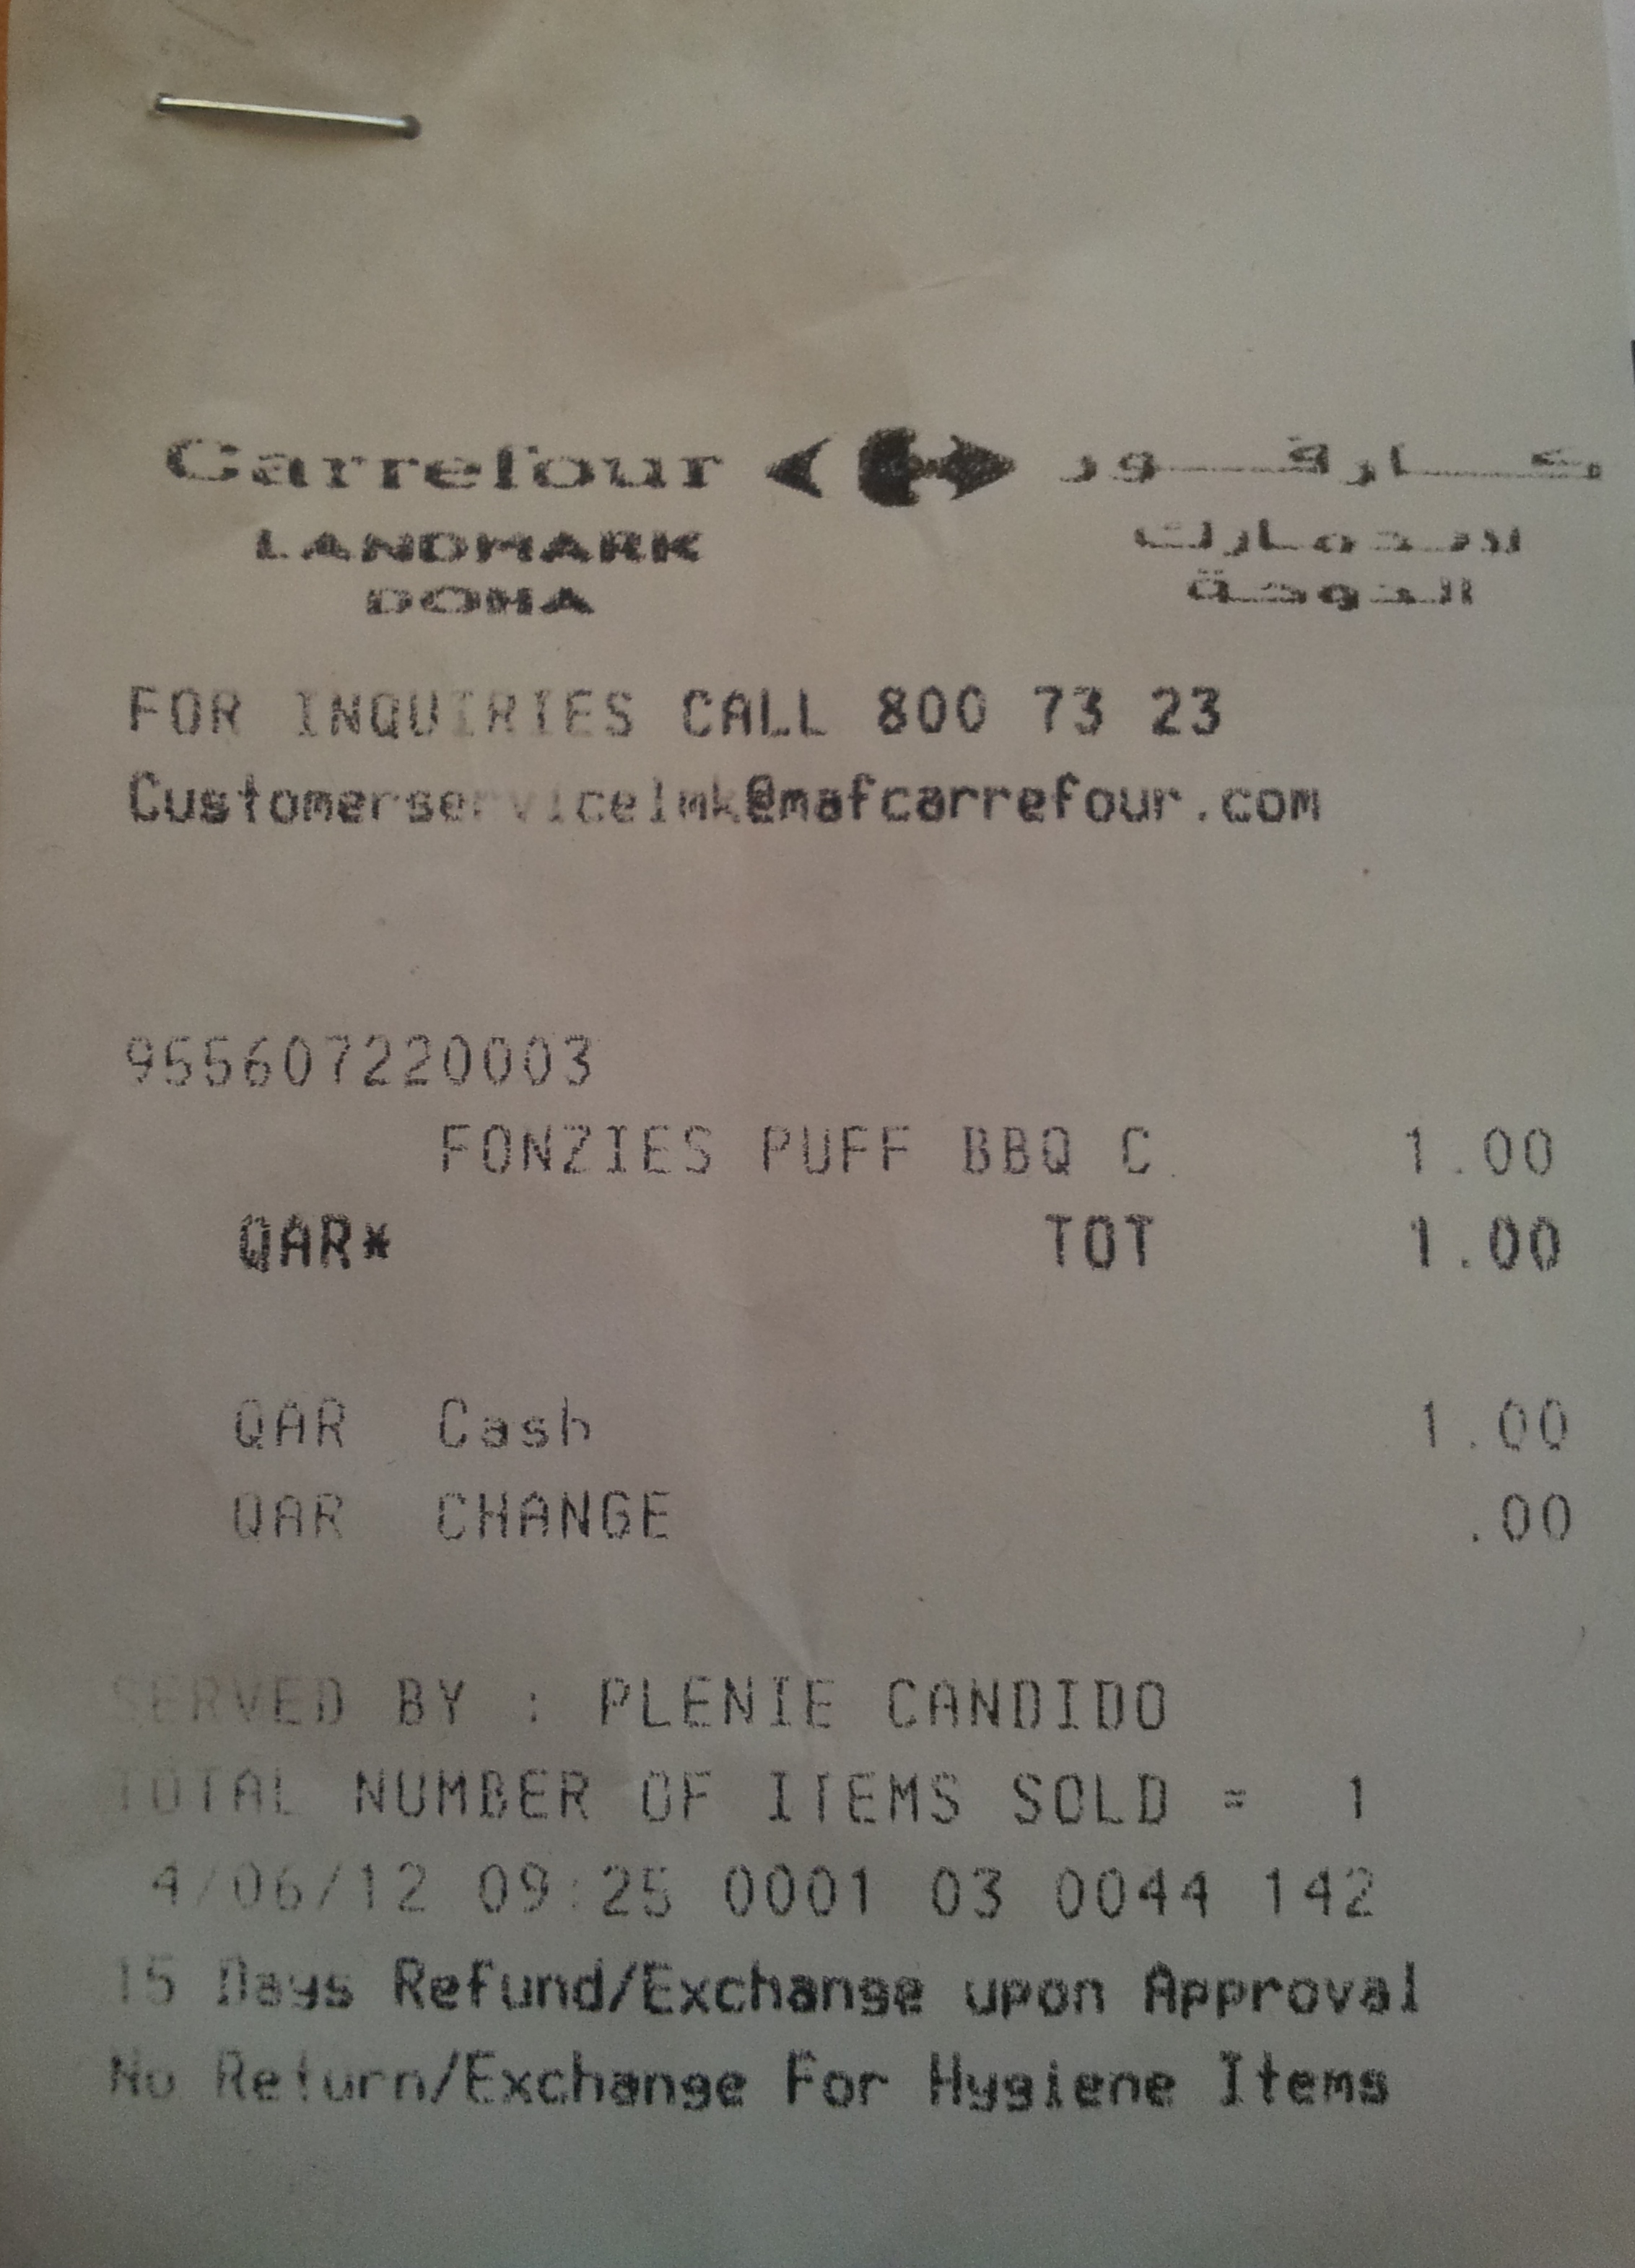 Carrefour كارفور
LANDMARK لاندمارك
DOHA الدوحة
FOR INQUIRIES CALL 800 73 23
Customerservicelmk@mafcarrefour.com
955607220003
FONZIES PUFF BBQ C 1.00
QAR* TOT 1.00
QAR Cash 1.00
QAR CHANGE .00
SERVED BY : PLENIE CANDIDO
TOTAL NUMBER OF ITEMS SOLD = 1
4/06/12 09:25 0001 03 0044 142
15 Days Refund/Exchange upon Approval
No Return/Exchange For Hygiene Items